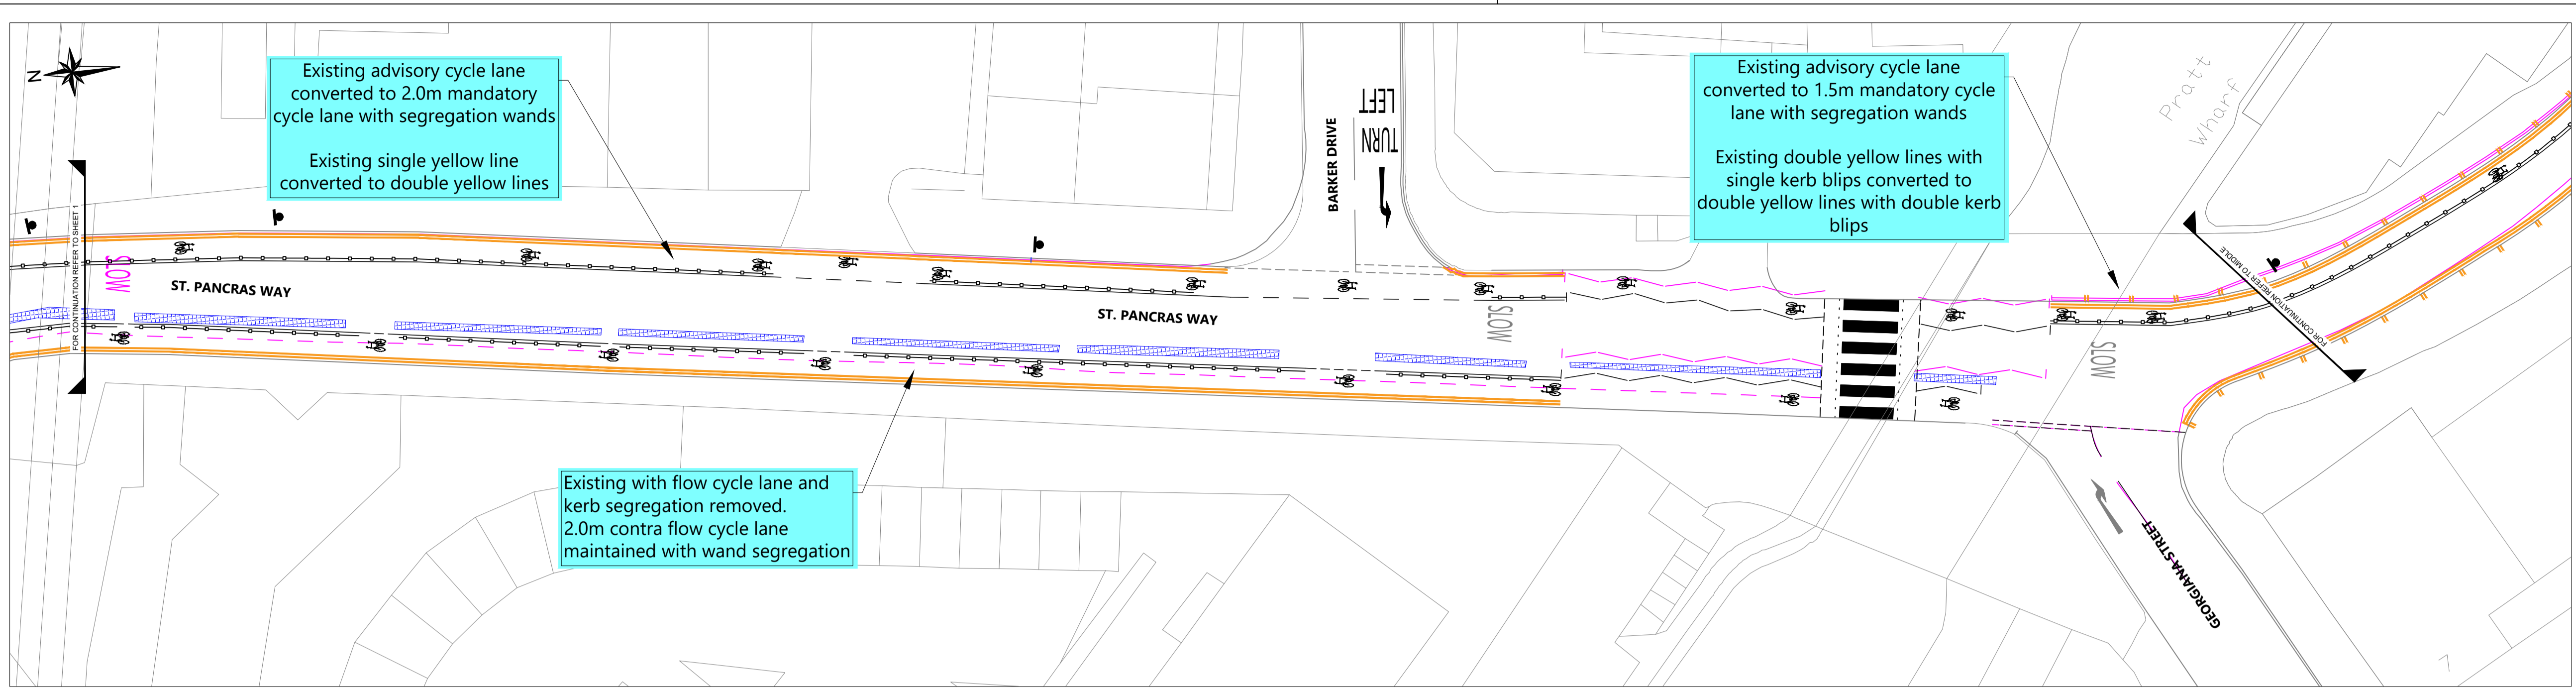 N
Existing advisory cycle lane
converted to 2.0m mandatory
cycle lane with segregation wands
Existing single yellow line
converted to double yellow lines
FOR CONTINUATION REFER TO SHEET 1
SLOW
ST. PANCRAS WAY
Existing with flow cycle lane and
kerb segregation removed.
2.0m contra flow cycle lane
maintained with wand segregation
ST. PANCRAS WAY
BARKER DRIVE
TURN
LEFT
SLOW
Existing advisory cycle lane
converted to 1.5m mandatory cycle
lane with segregation wands
Existing double yellow lines with
single kerb blips converted to
double yellow lines with double kerb
blips
Pratt
Wharf
FOR CONTINUATION REFER TO MIDDLE
SLOW
GEORGIANA STREET
7